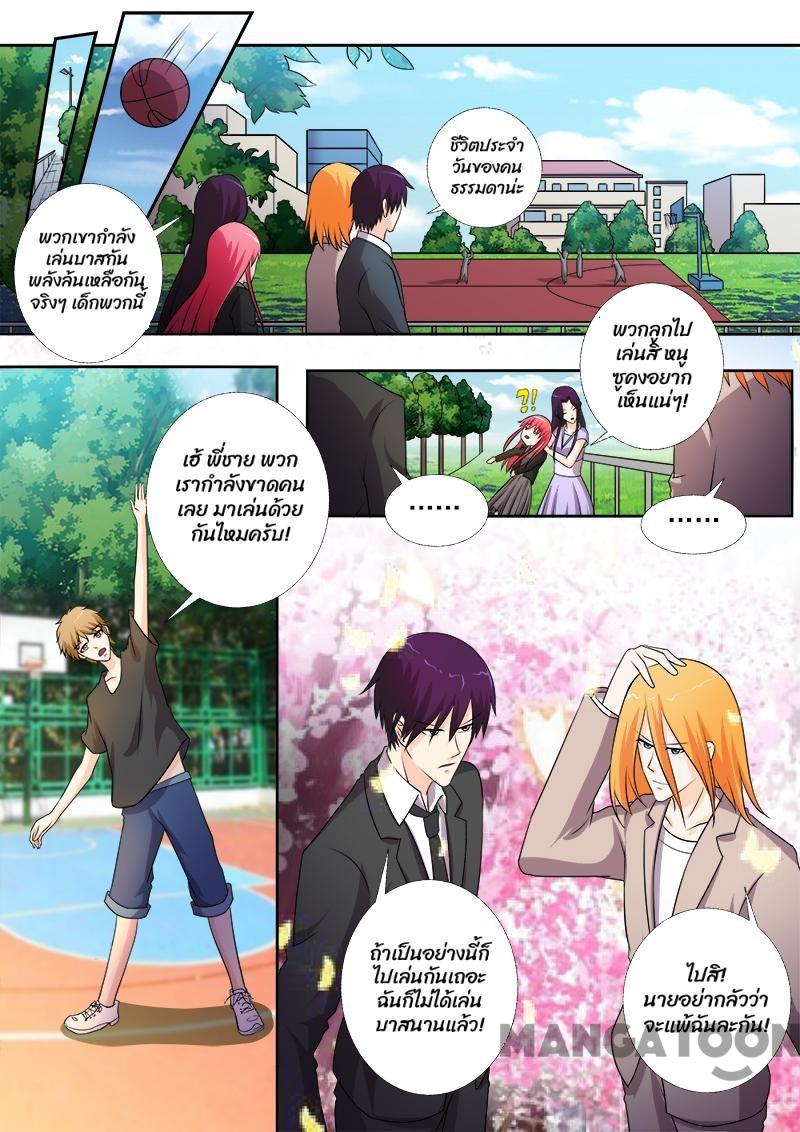 พวกเขากำลัง
เล่นบาสกัน
พลังล้นเหลือกัน
จริงๆ เด็กพวกนี้
ชีวิตประจำ
วันของคน
ธรรมดาน่ะ
พวกลูกไป
เล่นสิ หนู
ซูคงอยาก
เห็นแน่ๆ!
?!
......
......
เฮ้ พี่ชาย พวก
เรากำลังขาดคน
เลย มาเล่นด้วย
กันไหมครับ!
ถ้าเป็นอย่างนี้ก็
ไปเล่นกันเถอะ
ฉันก็ไม่ได้เล่น
บาสนานแล้ว!
ไปสิ!
นายอย่ากลัวว่า
จะแพ้ฉันละกัน!
MANGATOON